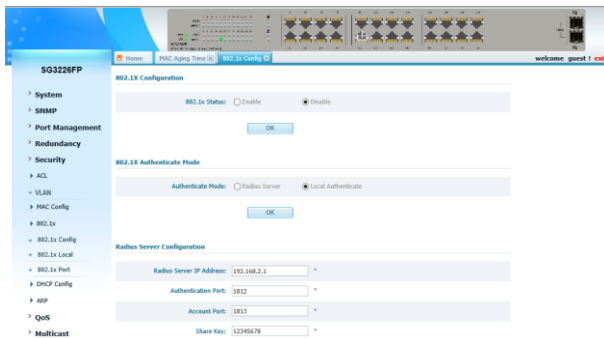 Home MAC Aging Time 802.1x Config welcome guest ! exit
SG3226FP
System
SNMP
Port Management
Redundancy
Security
ACL
VLAN
MAC Config
802.1x
802.1x Config
802.1x Local
802.1x Port
DHCP Config
ARP
QoS
Multicast
802.1X Configuration
802.1x Status: Enable Disable
OK
802.1X Authenticate Mode
Authenticate Mode: Radius Server Local Authenticate
OK
Radius Server Configuration
Radius Server IP Address: 192.168.2.1 *
Authentication Port: 1812 *
Account Port: 1813 *
Share Key: 12345678 *